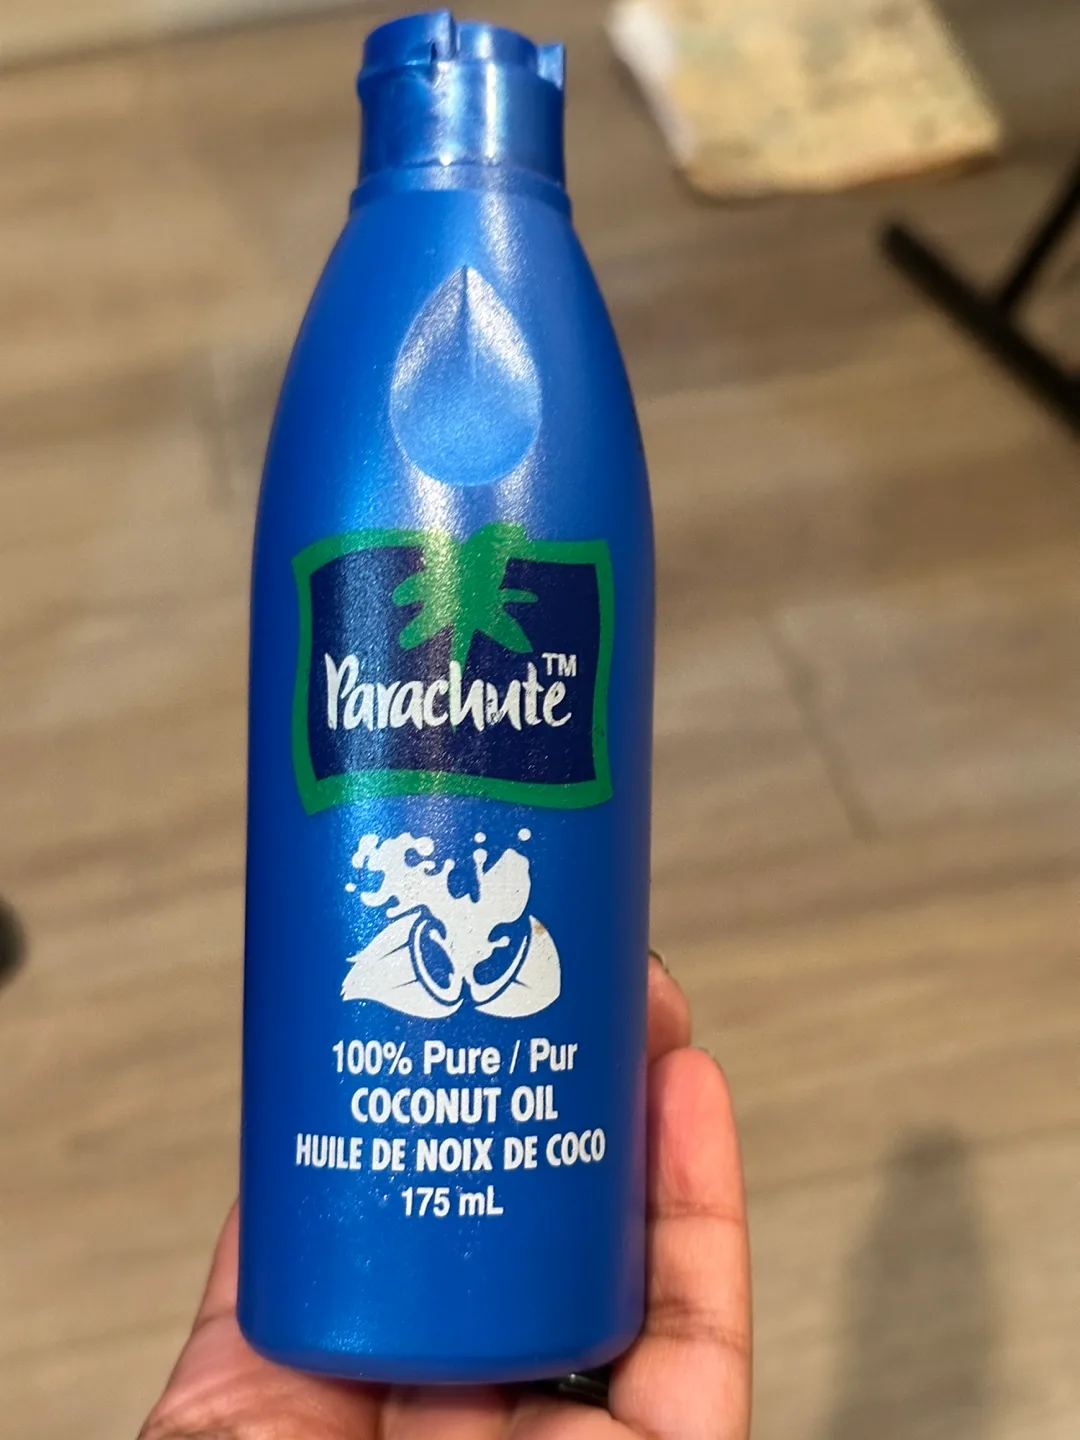 Parachute™
100% Pure / Pur
COCONUT OIL
HUILE DE NOIX DE COCO
175 mL